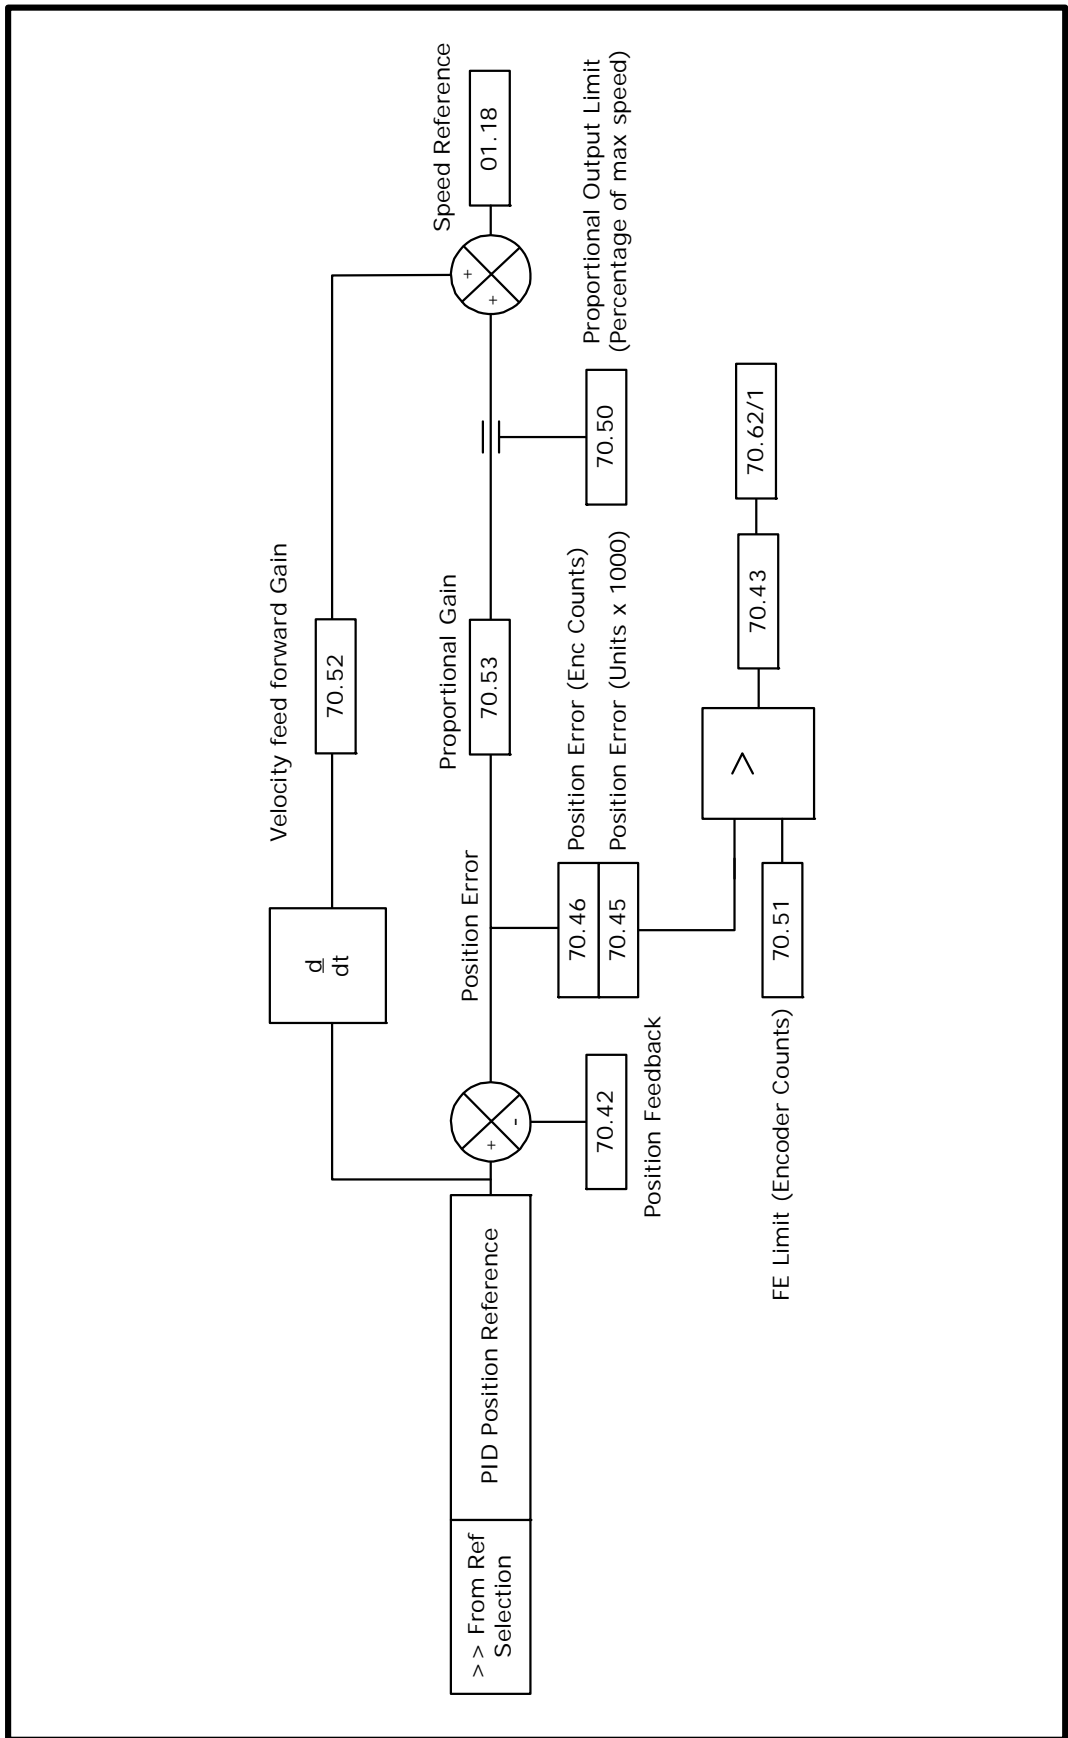 >> From Ref
Selection
PID Position Reference
+
-
70.42
Position Feedback
d
dt
Velocity feed forward Gain
70.52
Position Error
Proportional Gain
70.53
70.46
70.45
Position Error (Enc Counts)
Position Error (Units x 1000)
FE Limit (Encoder Counts)
70.51
>
70.43
70.62/1
70.50
Proportional Output Limit
(Percentage of max speed)
+
+
Speed Reference
01.18